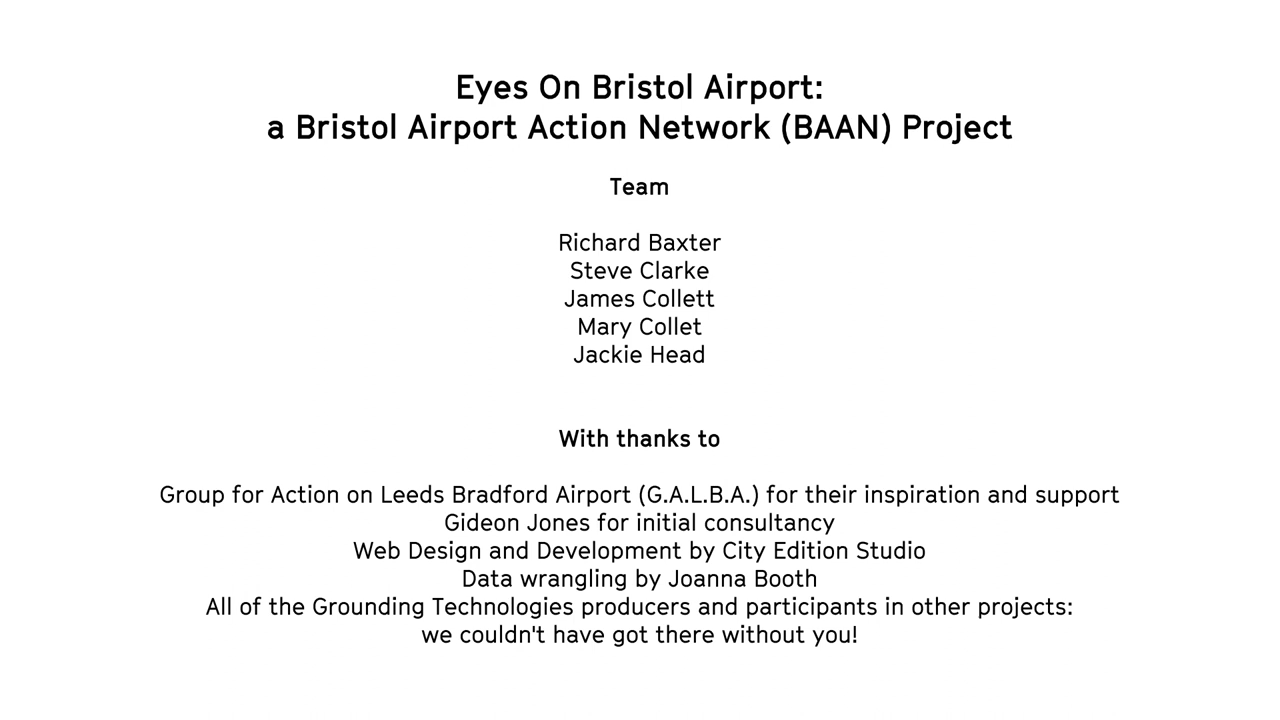 Eyes On Bristol Airport:
a Bristol Airport Action Network (BAAN) Project
Team
Richard Baxter
Steve Clarke
James Collett
Mary Collet
Jackie Head
With thanks to
Group for Action on Leeds Bradford Airport (G.A.L.B.A.) for their inspiration and support
Gideon Jones for initial consultancy
Web Design and Development by City Edition Studio
Data wrangling by Joanna Booth
All of the Grounding Technologies producers and participants in other projects:
we couldn't have got there without you!